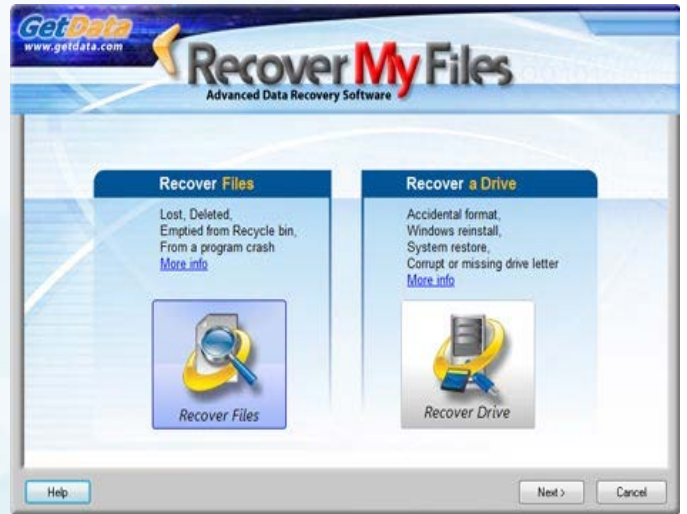 GetData
www.getdata.com
Recover My Files
Advanced Data Recovery Software
Recover Files
Lost, Deleted,
Emptied from Recycle bin,
From a program crash
More info
Recover Files
Recover a Drive
Accidental format,
Windows reinstall,
System restore,
Corrupt or missing drive letter
More info
Recover Drive
Help
Next >
Cancel